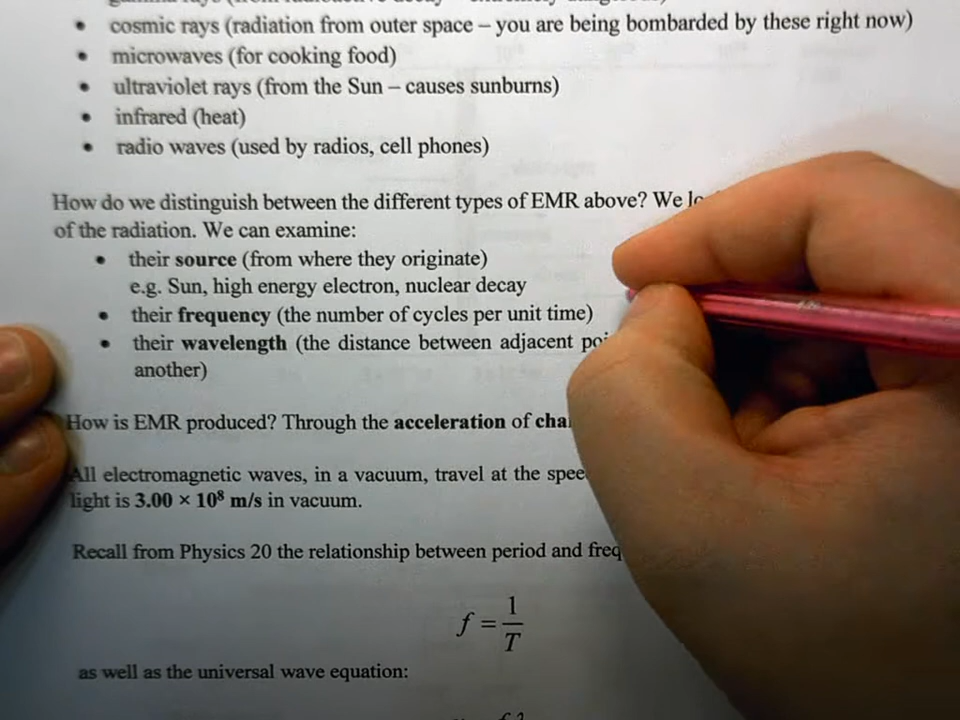 • cosmic rays (radiation from outer space – you are being bombarded by these right now)
• microwaves (for cooking food)
• ultraviolet rays (from the Sun – causes sunburns)
• infrared (heat)
• radio waves (used by radios, cell phones)
How do we distinguish between the different types of EMR above? We
of the radiation. We can examine:
• their source (from where they originate)
e.g. Sun, high energy electron, nuclear decay
• their frequency (the number of cycles per unit time)
• their wavelength (the distance between adjacent
another)
How is EMR produced? Through the acceleration of
All electromagnetic waves, in a vacuum, travel at the
light is 3.00 × 10⁸ m/s in vacuum.
Recall from Physics 20 the relationship between period and
f = 1/T
as well as the universal wave equation: